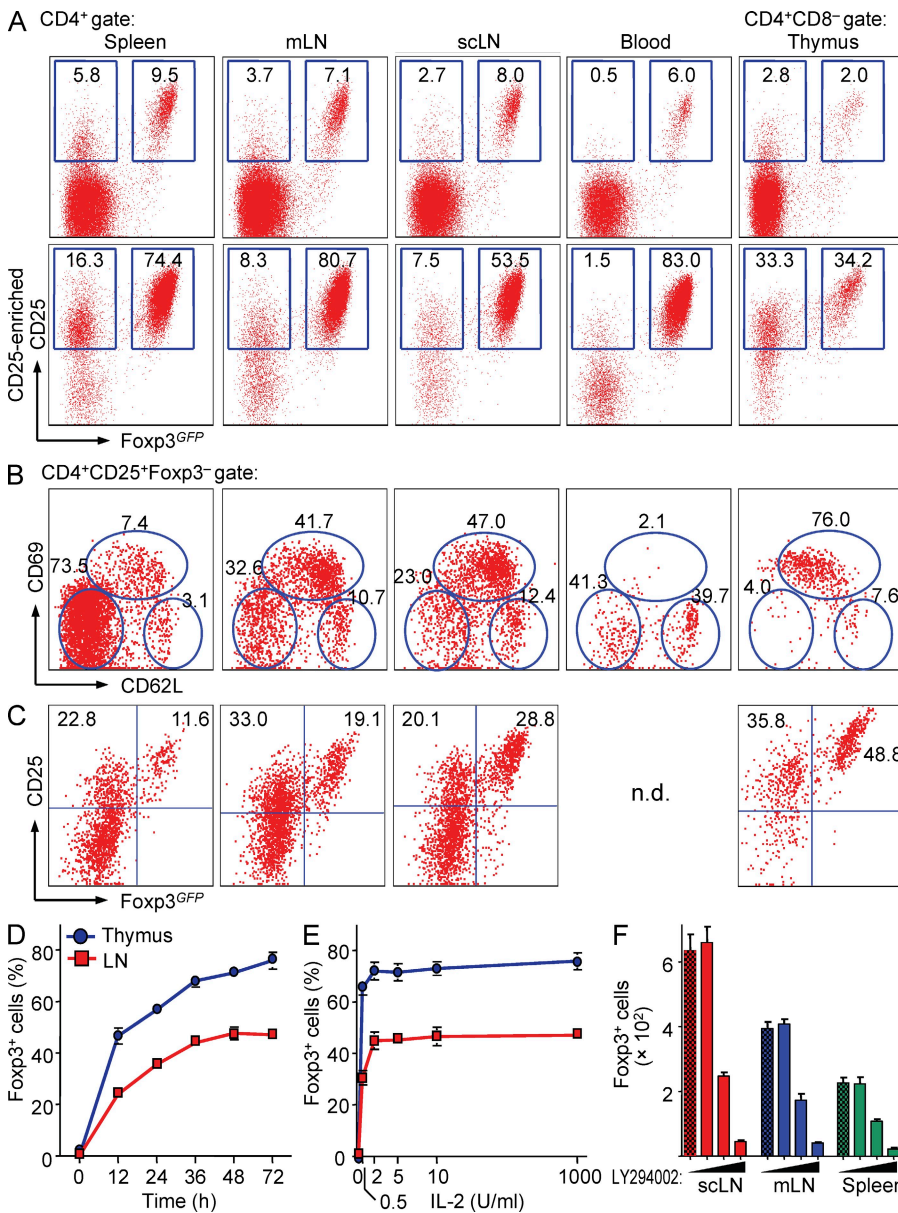 A
CD4⁺ gate:
CD4⁺CD8⁻ gate:
Spleen
mLN
scLN
Blood
Thymus
5.8 9.5
3.7 7.1
2.7 8.0
0.5 6.0
2.8 2.0
16.3 74.4
8.3 80.7
7.5 53.5
1.5 83.0
33.3 34.2
CD25-enriched
CD25
Foxp3GFP
B
CD4⁺CD25⁺Foxp3⁻ gate:
7.4
73.5
3.1
41.7
32.6
10.7
47.0
23.0
12.4
2.1
41.3
39.7
76.0
4.0
7.6
CD69
CD62L
C
22.8 11.6
33.0 19.1
20.1 28.8
n.d.
35.8
48.8
CD25
Foxp3GFP
D
Thymus
LN
Foxp3⁺ cells (%)
80
60
40
20
0
0 12 24 36 48 72
Time (h)
E
Foxp3⁺ cells (%)
80
60
40
20
0
0 2 5 10 1000
0.5
IL-2 (U/ml)
F
Foxp3⁺ cells
(× 10²)
6
4
2
LY294002:
scLN mLN Spleen